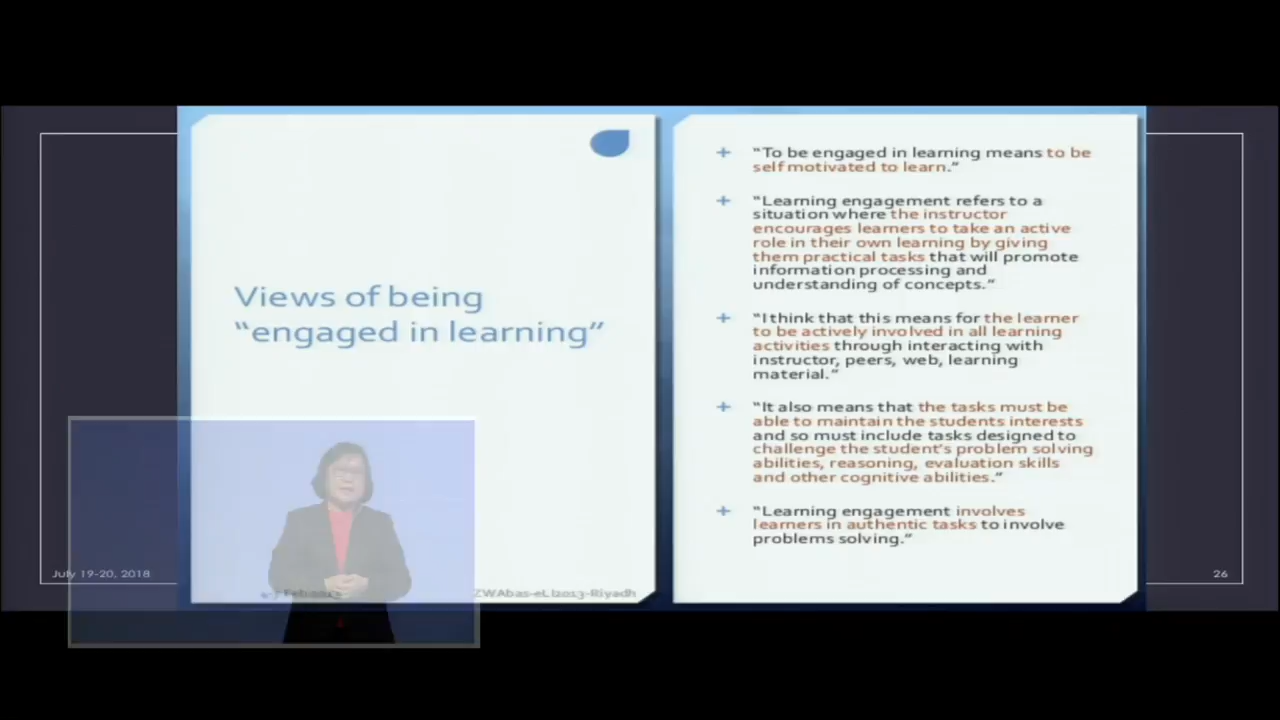 Views of being
“engaged in learning”
+ “To be engaged in learning means to be
self motivated to learn.”
+ “Learning engagement refers to a
situation where the instructor
encourages learners to take an active
role in their own learning by giving
them practical tasks that will promote
information processing and
understanding of concepts.”
+ “I think that this means for the learner
to be actively involved in all learning
activities through interacting with
instructor, peers, web, learning
material.”
+ “It also means that the tasks must be
able to maintain the students interests
and so must include tasks designed to
challenge the student’s problem solving
abilities, reasoning, evaluation skills
and other cognitive abilities.”
+ “Learning engagement involves
learners in authentic tasks to involve
problems solving.”
July 19-20, 2018
26
ZWAbas-eLI2013-Riyadh